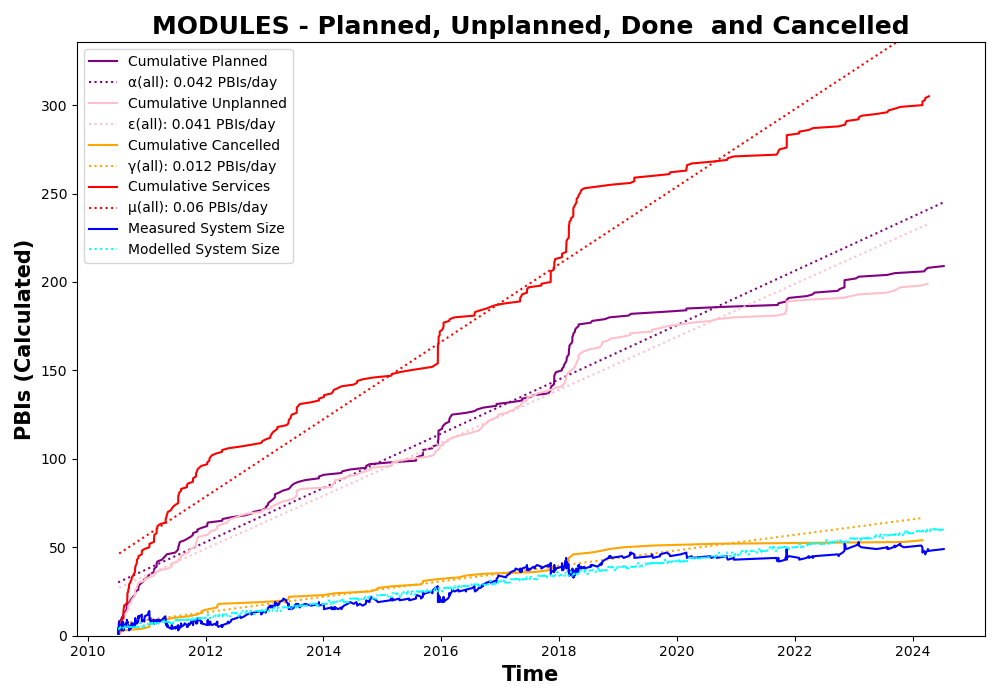 MODULES - Planned, Unplanned, Done  and Cancelled
Cumulative Planned
α(all): 0.042 PBIs/day
Cumulative Unplanned
ε(all): 0.041 PBIs/day
Cumulative Cancelled
γ(all): 0.012 PBIs/day
Cumulative Services
μ(all): 0.06 PBIs/day
Measured System Size
Modelled System Size
PBIs (Calculated)
300
250
200
150
100
50
0
2010 2012 2014 2016 2018 2020 2022 2024
Time